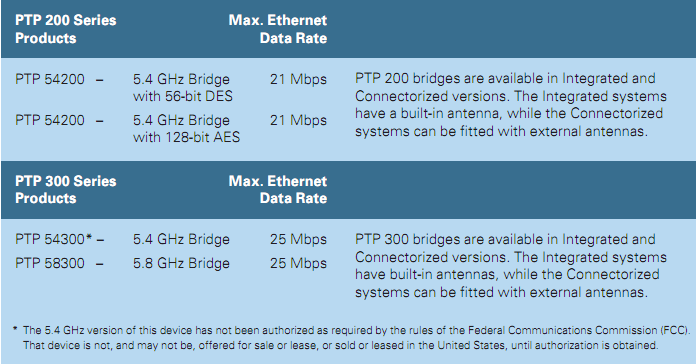 PTP 200 Series Products
Max. Ethernet Data Rate
PTP 54200 – 5.4 GHz Bridge with 56-bit DES 21 Mbps
PTP 54200 – 5.4 GHz Bridge with 128-bit AES 21 Mbps
PTP 200 bridges are available in Integrated and
Connectorized versions. The Integrated systems
have a built-in antenna, while the Connectorized
systems can be fitted with external antennas.
PTP 300 Series Products
Max. Ethernet Data Rate
PTP 54300* – 5.4 GHz Bridge 25 Mbps
PTP 58300 – 5.8 GHz Bridge 25 Mbps
PTP 300 bridges are available in Integrated and
Connectorized versions. The Integrated systems
have built-in antennas, while the Connectorized
systems can be fitted with external antennas.
* The 5.4 GHz version of this device has not been authorized as required by the rules of the Federal Communications Commission (FCC).
That device is not, and may not be, offered for sale or lease, or sold or leased in the United States, until authorization is obtained.